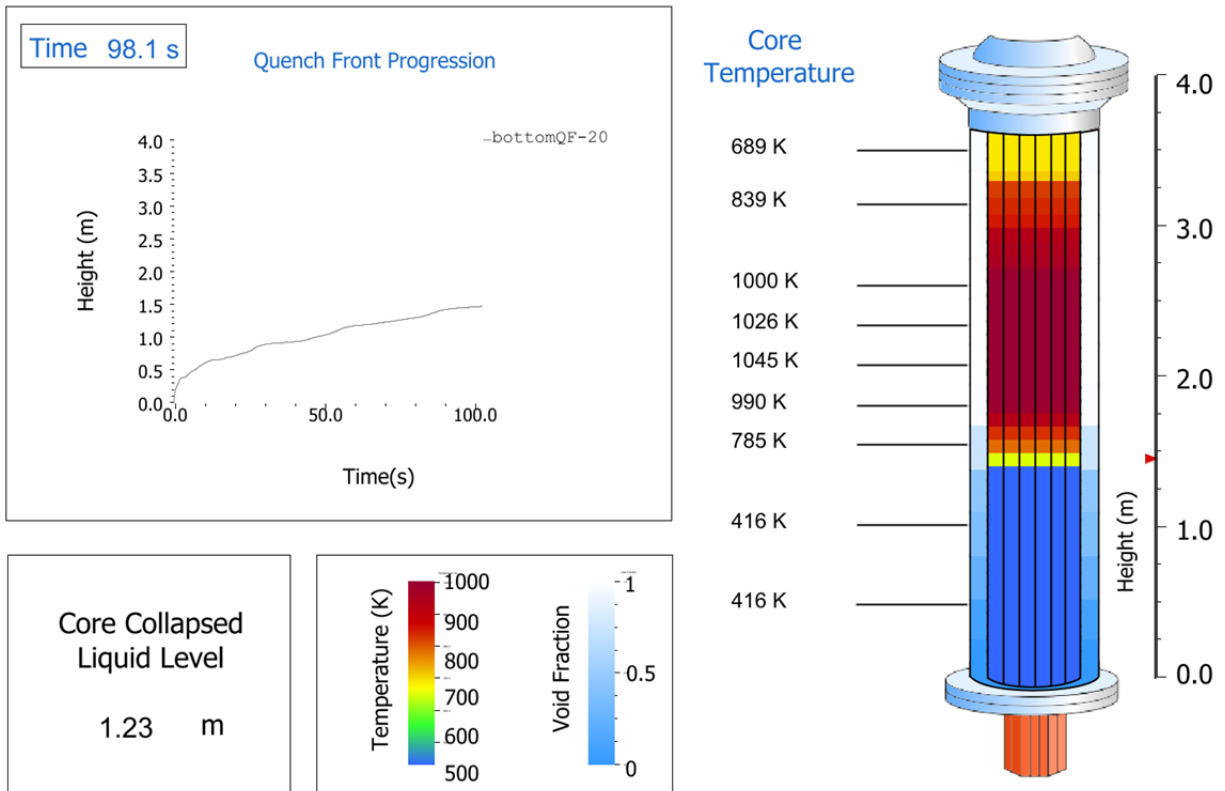 Time 98.1 s
Quench Front Progression
bottomQF-20
Height (m)
4.0
3.5
3.0
2.5
2.0
1.5
1.0
0.5
0.0
0.0 50.0 100.0
Time(s)
Core Collapsed
Liquid Level
1.23 m
Temperature (K)
1000
900
800
700
600
500
Void Fraction
1
0.5
0
Core
Temperature
689 K
839 K
1000 K
1026 K
1045 K
990 K
785 K
416 K
416 K
4.0
3.0
2.0
1.0
0.0
Height (m)